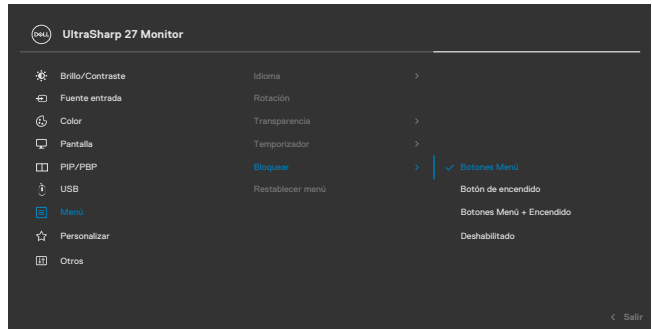 DELL UltraSharp 27 Monitor
Brillo/Contraste Idioma
Fuente entrada Rotación
Color Transparencia
Pantalla Temporizador
PIP/PBP Bloquear Botones Menú
USB Restablecer menú Botón de encendido
Menú Botones Menú + Encendido
Personalizar Deshabilitado
Otros
Salir